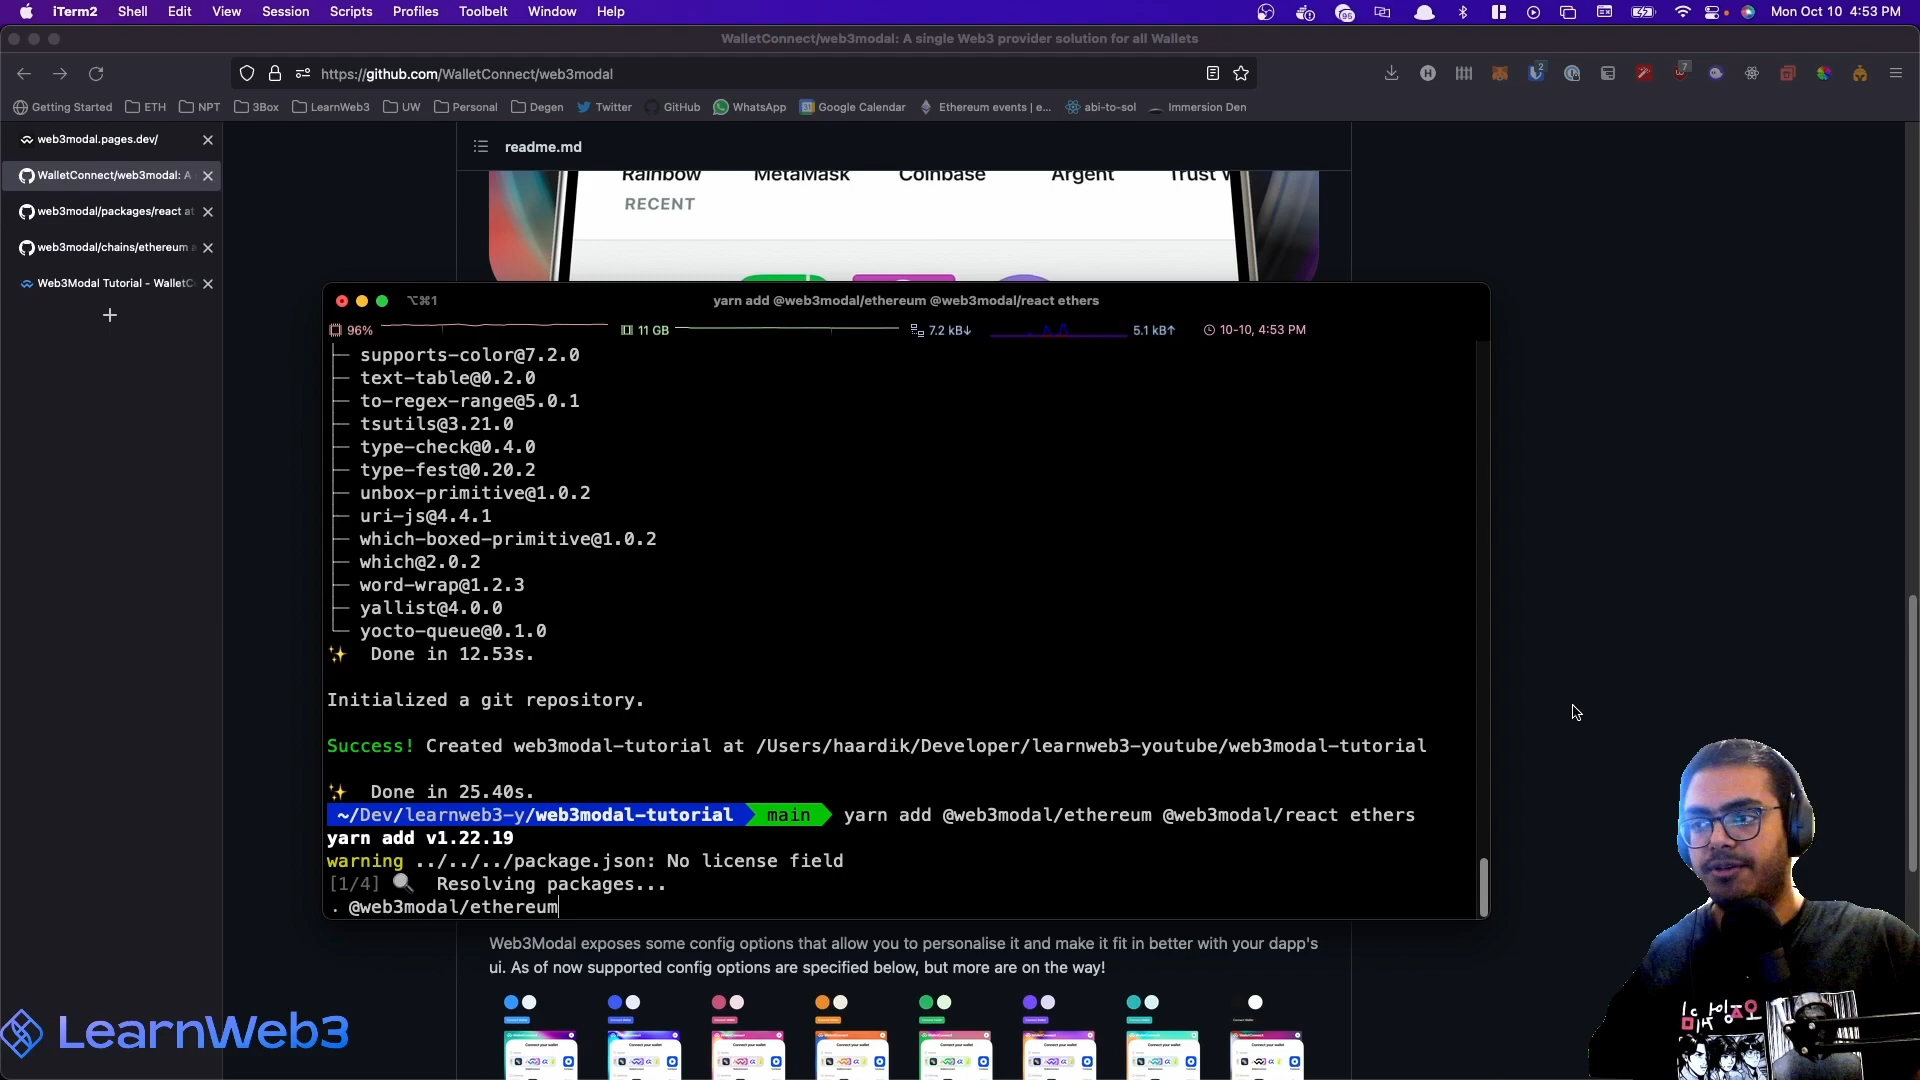 iTerm2 Shell Edit View Session Scripts Profiles Toolbelt Window Help
95
Mon Oct 10 4:53 PM
WalletConnect/web3modal: A single Web3 provider solution for all Wallets
https://github.com/WalletConnect/web3modal
2
7
Getting Started ETH NPT 3Box LearnWeb3 UW Personal Degen Twitter GitHub WhatsApp Google Calendar Ethereum events | e... abi-to-sol Immersion Den
web3modal.pages.dev/
WalletConnect/web3modal: A
web3modal/packages/react at
web3modal/chains/ethereum a
Web3Modal Tutorial - WalletC
readme.md
Rainbow MetaMask Coinbase Argent Trust W
RECENT
⌥⌘1
yarn add @web3modal/ethereum @web3modal/react ethers
96% 11 GB 7.2 kB↓ 5.1 kB↑ 10-10, 4:53 PM
├─ supports-color@7.2.0
├─ text-table@0.2.0
├─ to-regex-range@5.0.1
├─ tsutils@3.21.0
├─ type-check@0.4.0
├─ type-fest@0.20.2
├─ unbox-primitive@1.0.2
├─ uri-js@4.4.1
├─ which-boxed-primitive@1.0.2
├─ which@2.0.2
├─ word-wrap@1.2.3
├─ yallist@4.0.0
└─ yocto-queue@0.1.0
✨ Done in 12.53s.
Initialized a git repository.
Success! Created web3modal-tutorial at /Users/haardik/Developer/learnweb3-youtube/web3modal-tutorial
✨ Done in 25.40s.
~/Dev/learnweb3-y/web3modal-tutorial main yarn add @web3modal/ethereum @web3modal/react ethers
yarn add v1.22.19
warning ../../../package.json: No license field
[1/4] 🔍 Resolving packages...
. @web3modal/ethereum
Web3Modal exposes some config options that allow you to personalise it and make it fit in better with your dapp's
ui. As of now supported config options are specified below, but more are on the way!
LearnWeb3